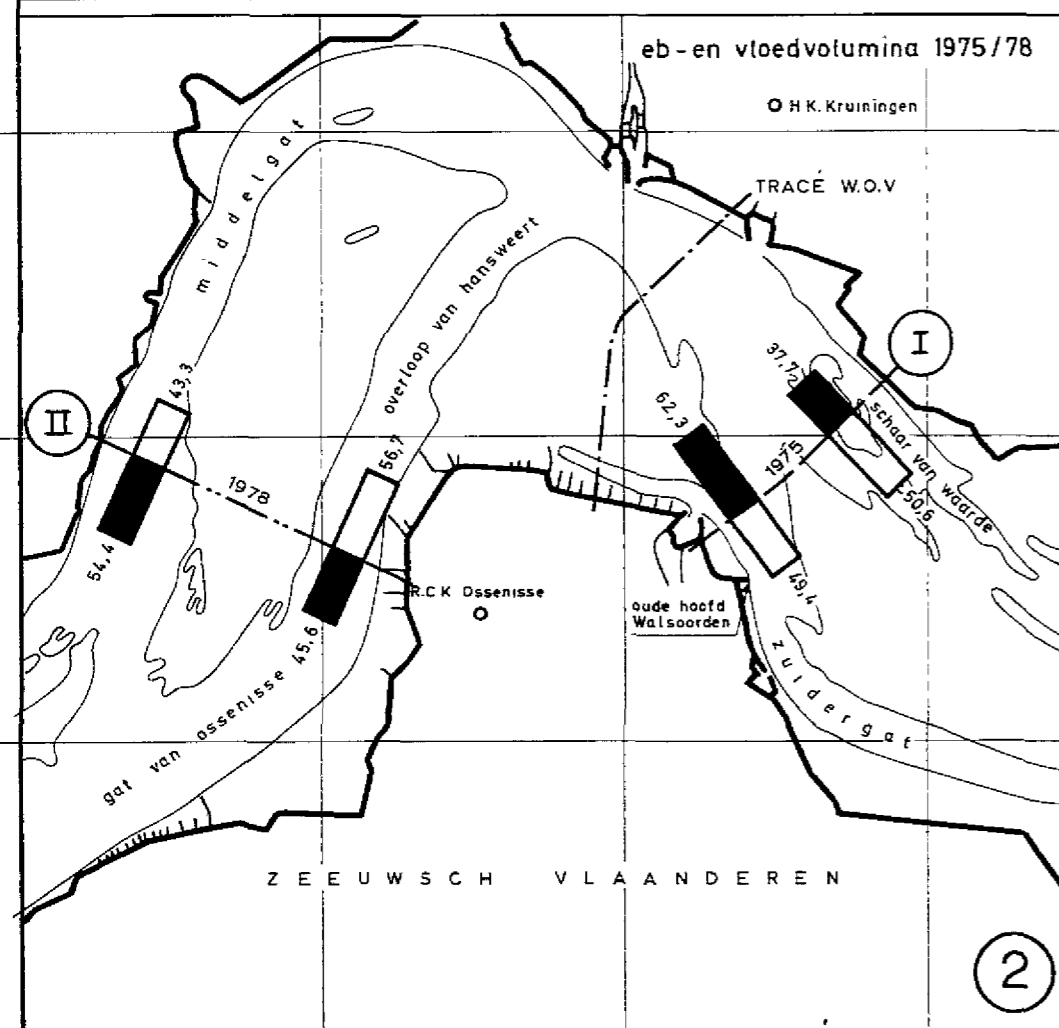 eb-en vloedvolumina 1975/78
H.K. Kruiningen
TRACÉ W.O.V
middelgat
overloop van hansweert
I
37,7
schaar van waarde
62,3
1975
50,6
43,3
II
1978
56,7
54,4
R.C.K Ossenisse
49,4
oude hoofd
Walsoorden
45,6
gat van ossenisse
zuidergat
ZEEUWSCH VLAANDEREN
2